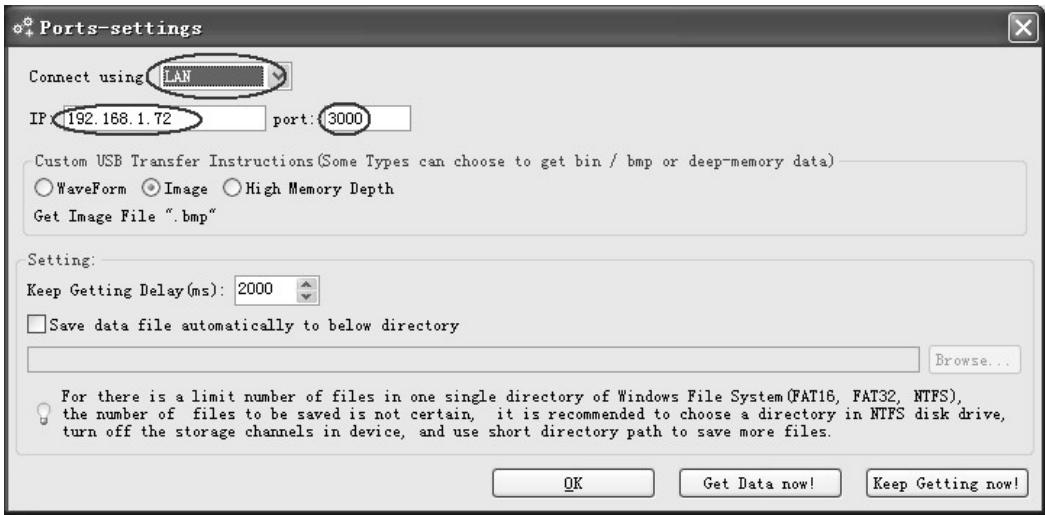 Ports-settings
Connect using LAN
IP: 192.168.1.72 port: 3000
Custom USB Transfer Instructions(Some Types can choose to get bin / bmp or deep-memory data)
WaveForm Image High Memory Depth
Get Image File ".bmp"
Setting:
Keep Getting Delay(ms): 2000
Save data file automatically to below directory
Browse...
For there is a limit number of files in one single directory of Windows File System(FAT16, FAT32, NTFS),
the number of files to be saved is not certain, it is recommended to choose a directory in NTFS disk drive,
turn off the storage channels in device, and use short directory path to save more files.
OK Get Data now! Keep Getting now!